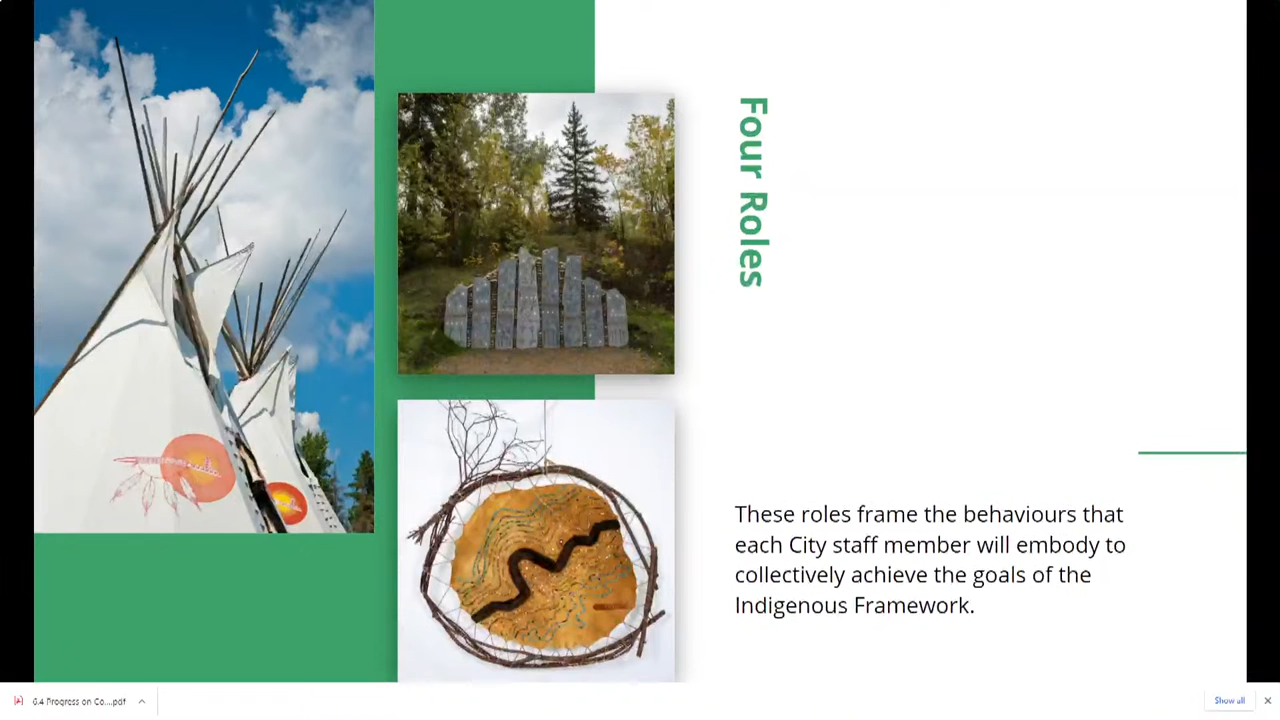 Four Roles
These roles frame the behaviours that
each City staff member will embody to
collectively achieve the goals of the
Indigenous Framework.
6.4 Progress on Co....pdf
Show all